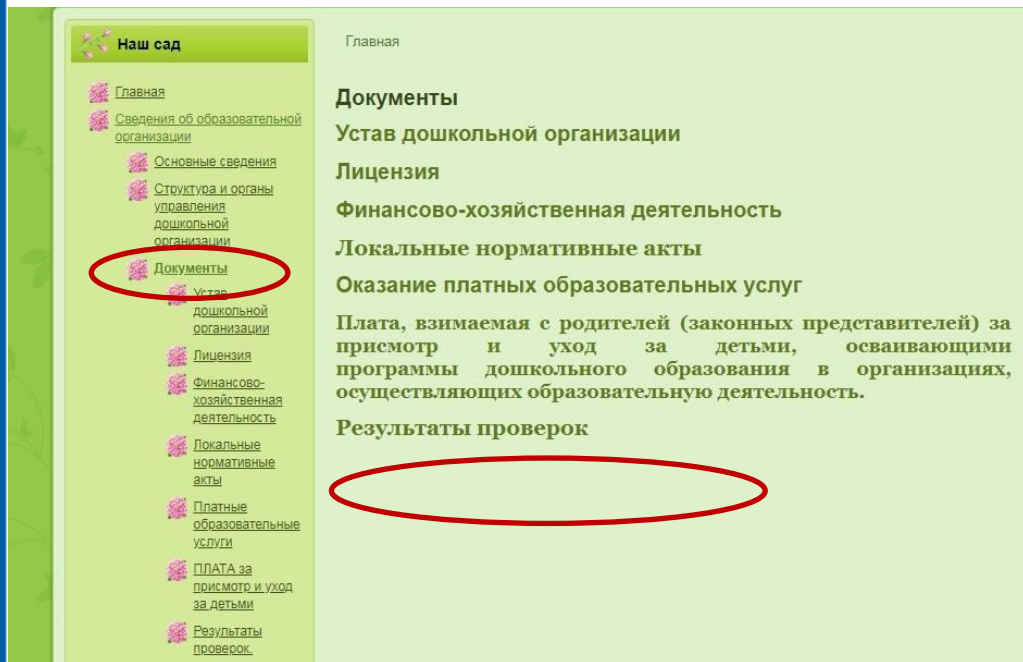 Наш сад
Главная
Сведения об образовательной
организации
Основные сведения
Структура и органы
управления
дошкольной
организации
Документы
Устав
дошкольной
организации
Лицензия
Финансово-
хозяйственная
деятельность
Локальные
нормативные
акты
Платные
образовательные
услуги
ПЛАТА за
присмотр и уход
за детьми
Результаты
проверок.
Главная
Документы
Устав дошкольной организации
Лицензия
Финансово-хозяйственная деятельность
Локальные нормативные акты
Оказание платных образовательных услуг
Плата, взимаемая с родителей (законных представителей) за
присмотр и уход за детьми, осваивающими
программы дошкольного образования в организациях,
осуществляющих образовательную деятельность.
Результаты проверок